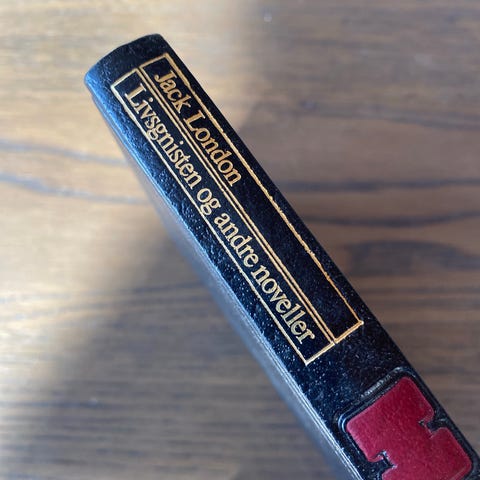 Jack London
Livsgnisten og andre noveller